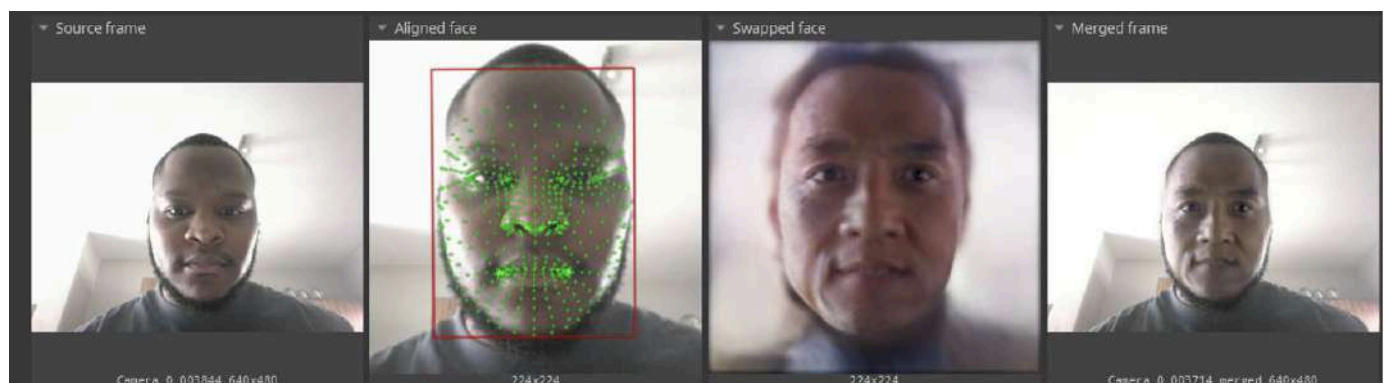 Source frame
Aligned face
Swapped face
Merged frame
Camera_0_003844 640x480
224x224
224x224
Camera_0_003714_merged 640x480